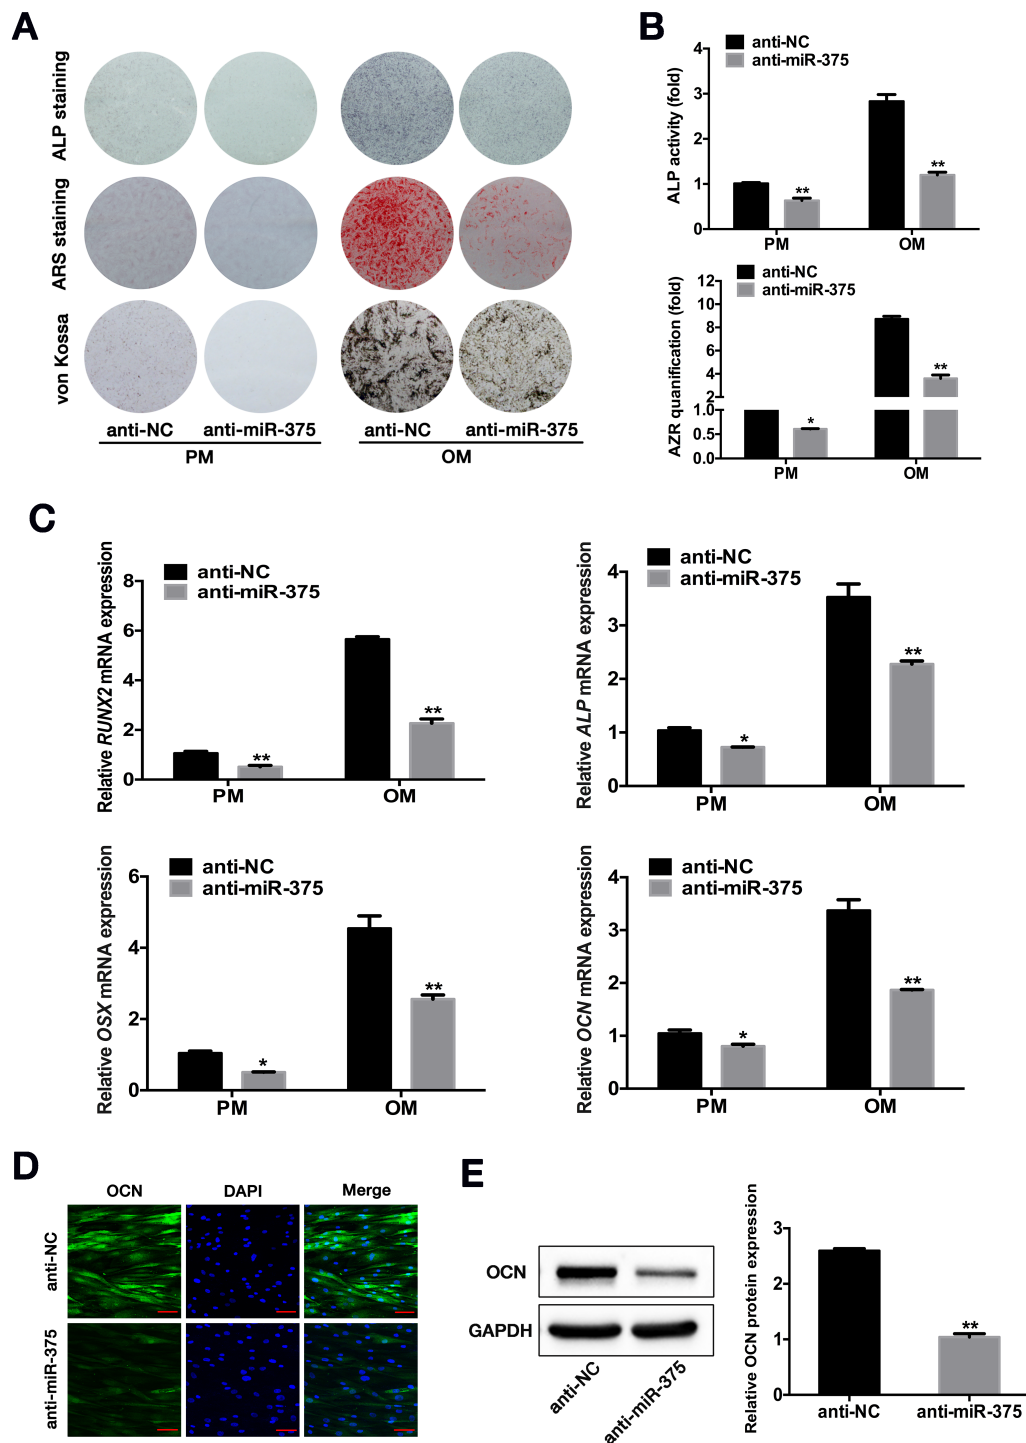 A
ALP staining
ARS staining
von Kossa
anti-NC anti-miR-375 anti-NC anti-miR-375
PM OM
B
anti-NC
anti-miR-375
ALP activity (fold)
4
3
2
1
0
**
**
PM OM
anti-NC
anti-miR-375
AZR quanification (fold)
12
10
8
6
4
2
1.0
0.5
0.0
*
**
PM OM
C
anti-NC
anti-miR-375
Relative RUNX2 mRNA expression
8
6
4
2
0
**
**
PM OM
anti-NC
anti-miR-375
Relative ALP mRNA expression
4
3
2
1
0
*
**
PM OM
anti-NC
anti-miR-375
Relative OSX mRNA expression
6
4
2
0
*
**
PM OM
anti-NC
anti-miR-375
Relative OCN mRNA expression
4
3
2
1
0
*
**
PM OM
D
OCN DAPI Merge
anti-NC
anti-miR-375
E
OCN
GAPDH
anti-NC
anti-miR-375
Relative OCN protein expression
3
2
1
0
**
anti-NC anti-miR-375